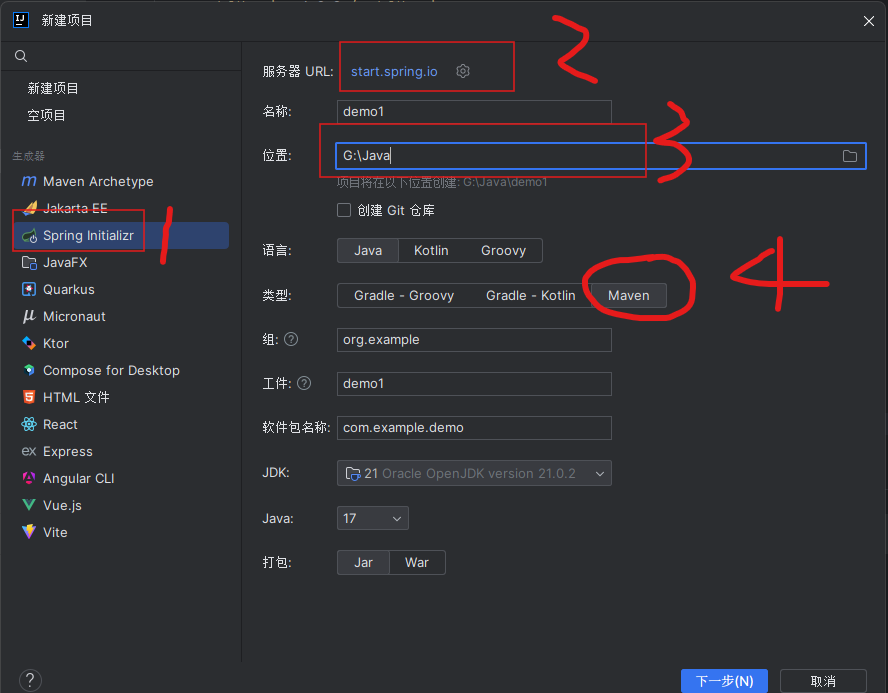 新建项目
2
服务器 URL: start.spring.io
新建项目
名称: demo1
空项目
3
位置: G:\Java
生成器
项目将在以下位置创建: G:\Java\demo1
Maven Archetype
创建 Git 仓库
Jakarta EE
1
Spring Initializr
语言: Java Kotlin Groovy
JavaFX
4
Quarkus
类型: Gradle - Groovy Gradle - Kotlin Maven
Micronaut
组: ? org.example
Ktor
Compose for Desktop
工件: ? demo1
HTML 文件
React
软件包名称: com.example.demo
ex Express
JDK: 21 Oracle OpenJDK version 21.0.2
Angular CLI
Vue.js
Java: 17
Vite
打包: Jar War
? 下一步(N) 取消